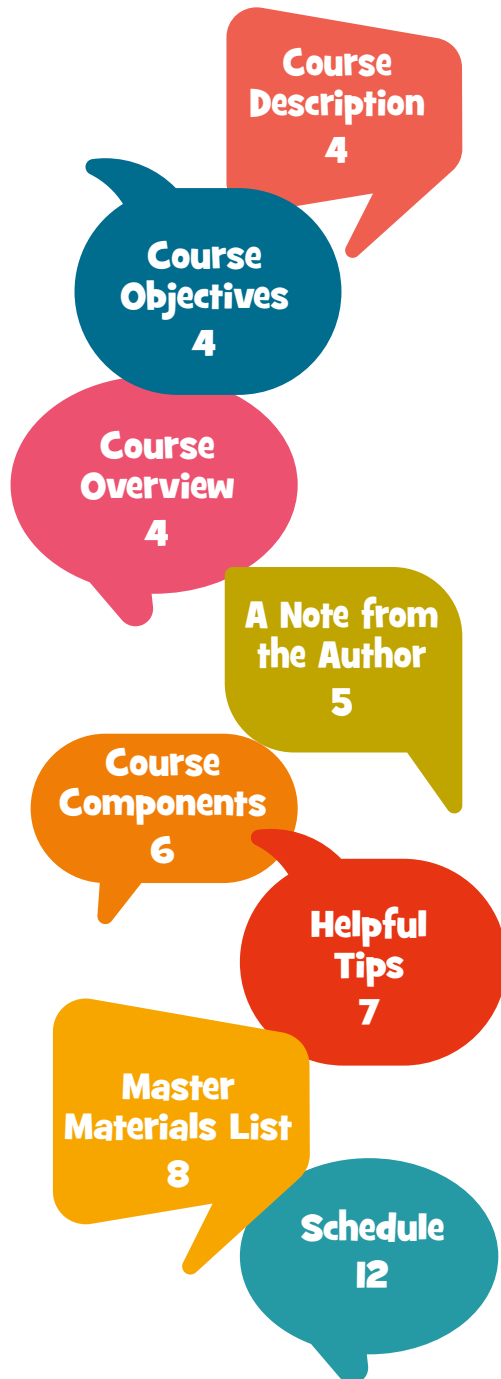 Course
Description
4
Course
Objectives
4
Course
Overview
4
A Note from
the Author
5
Course
Components
6
Helpful
Tips
7
Master
Materials List
8
Schedule
12